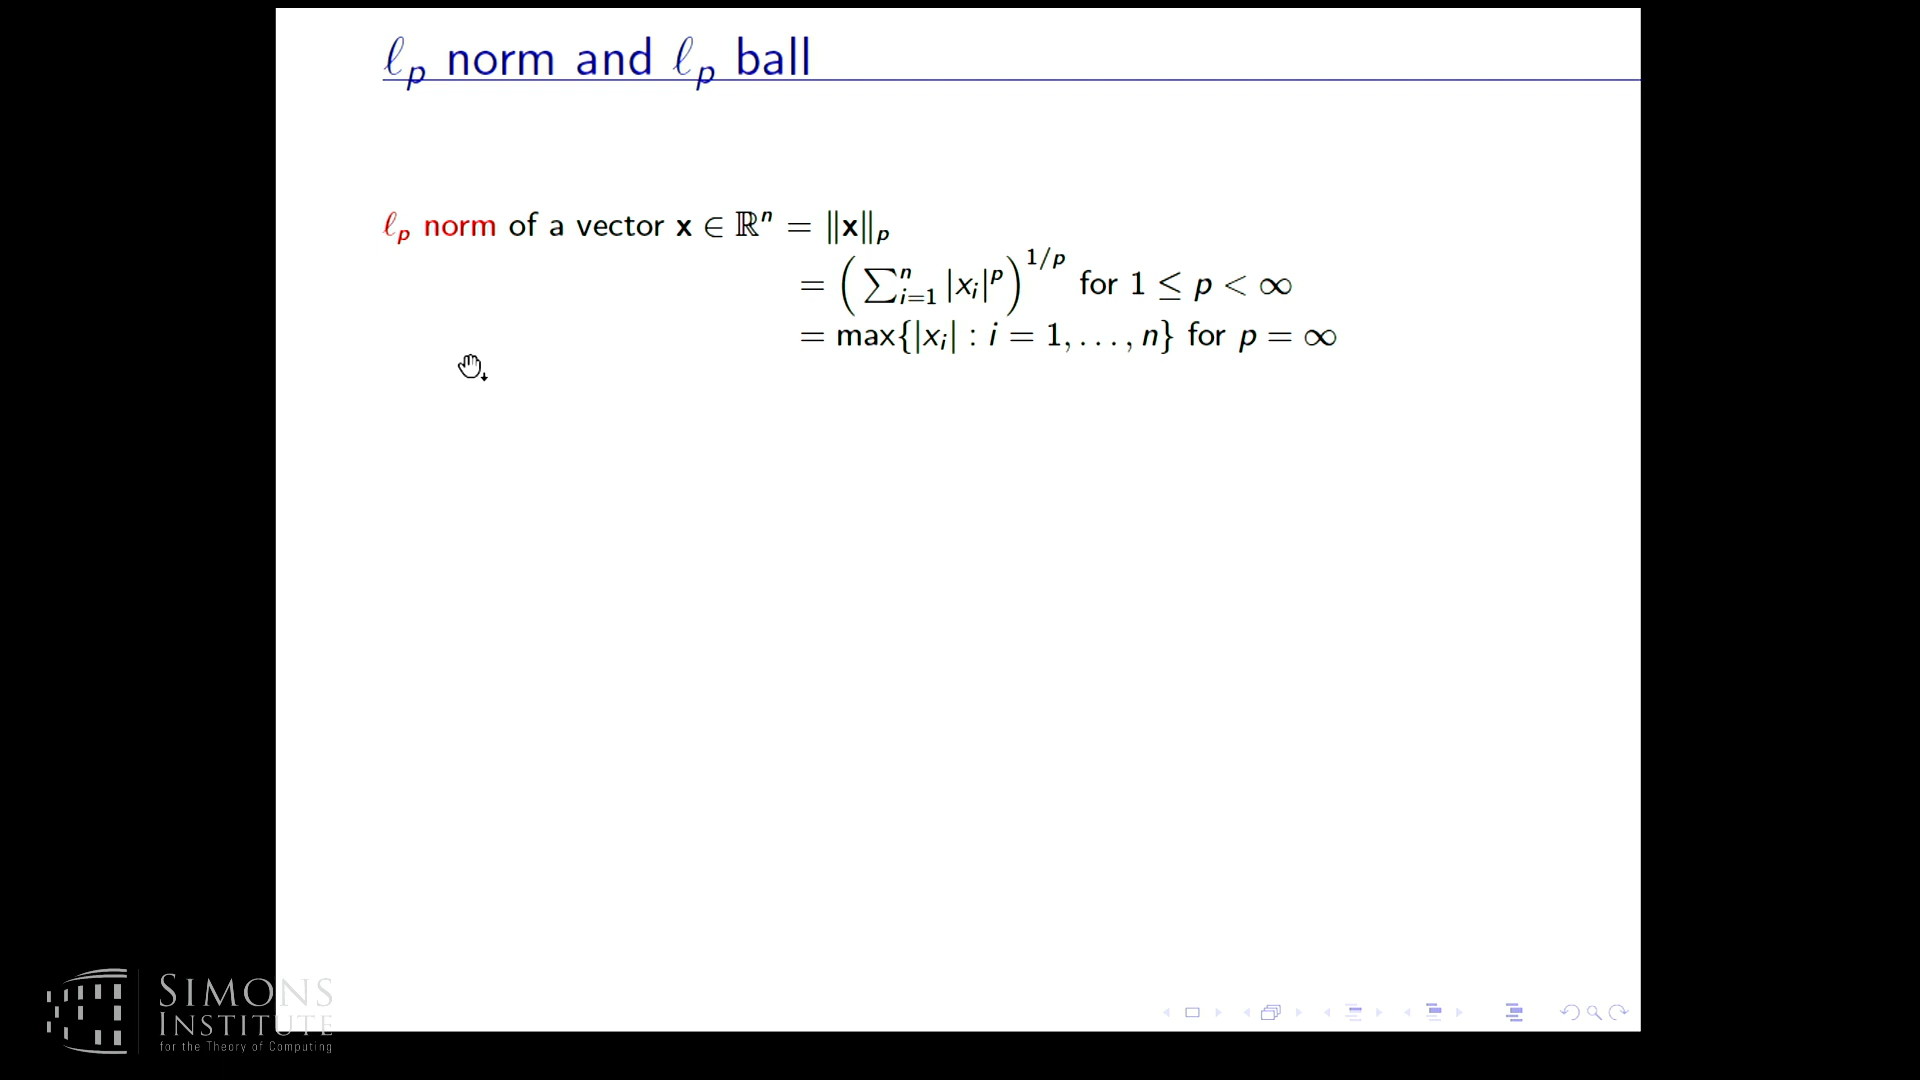 ℓp norm and ℓp ball
ℓp norm of a vector x ∈ ℝⁿ = ‖x‖p
= (∑ⁿᵢ₌₁ |xᵢ|ᵖ)^1/p for 1 ≤ p < ∞
= max{|xᵢ| : i = 1, . . . , n} for p = ∞
SIMONS
INSTITUTE
for the Theory of Computing